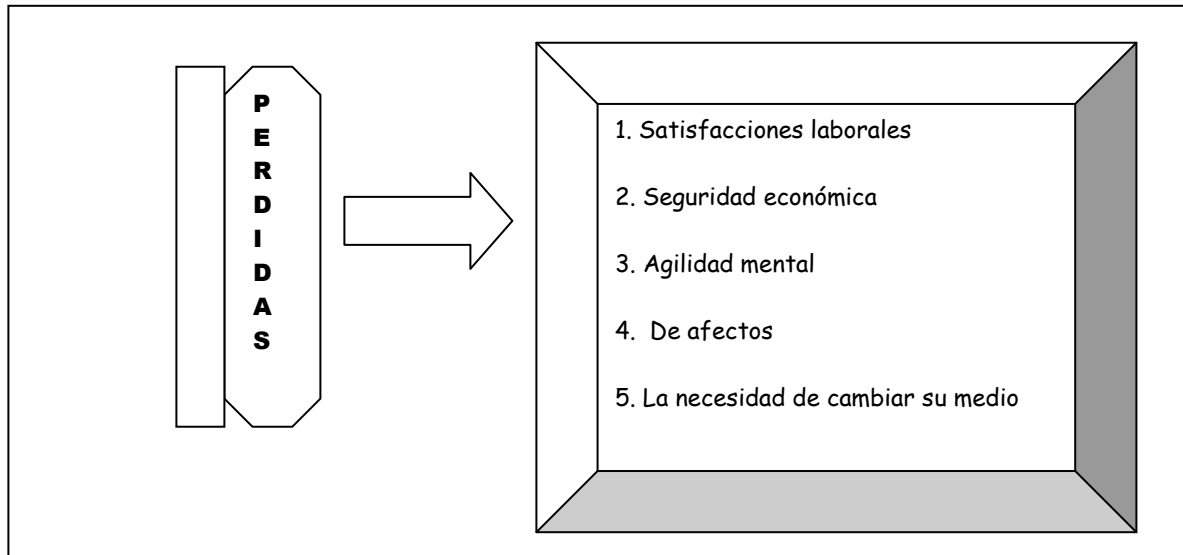 PERDIDAS
1. Satisfacciones laborales
2. Seguridad económica
3. Agilidad mental
4. De afectos
5. La necesidad de cambiar su medio